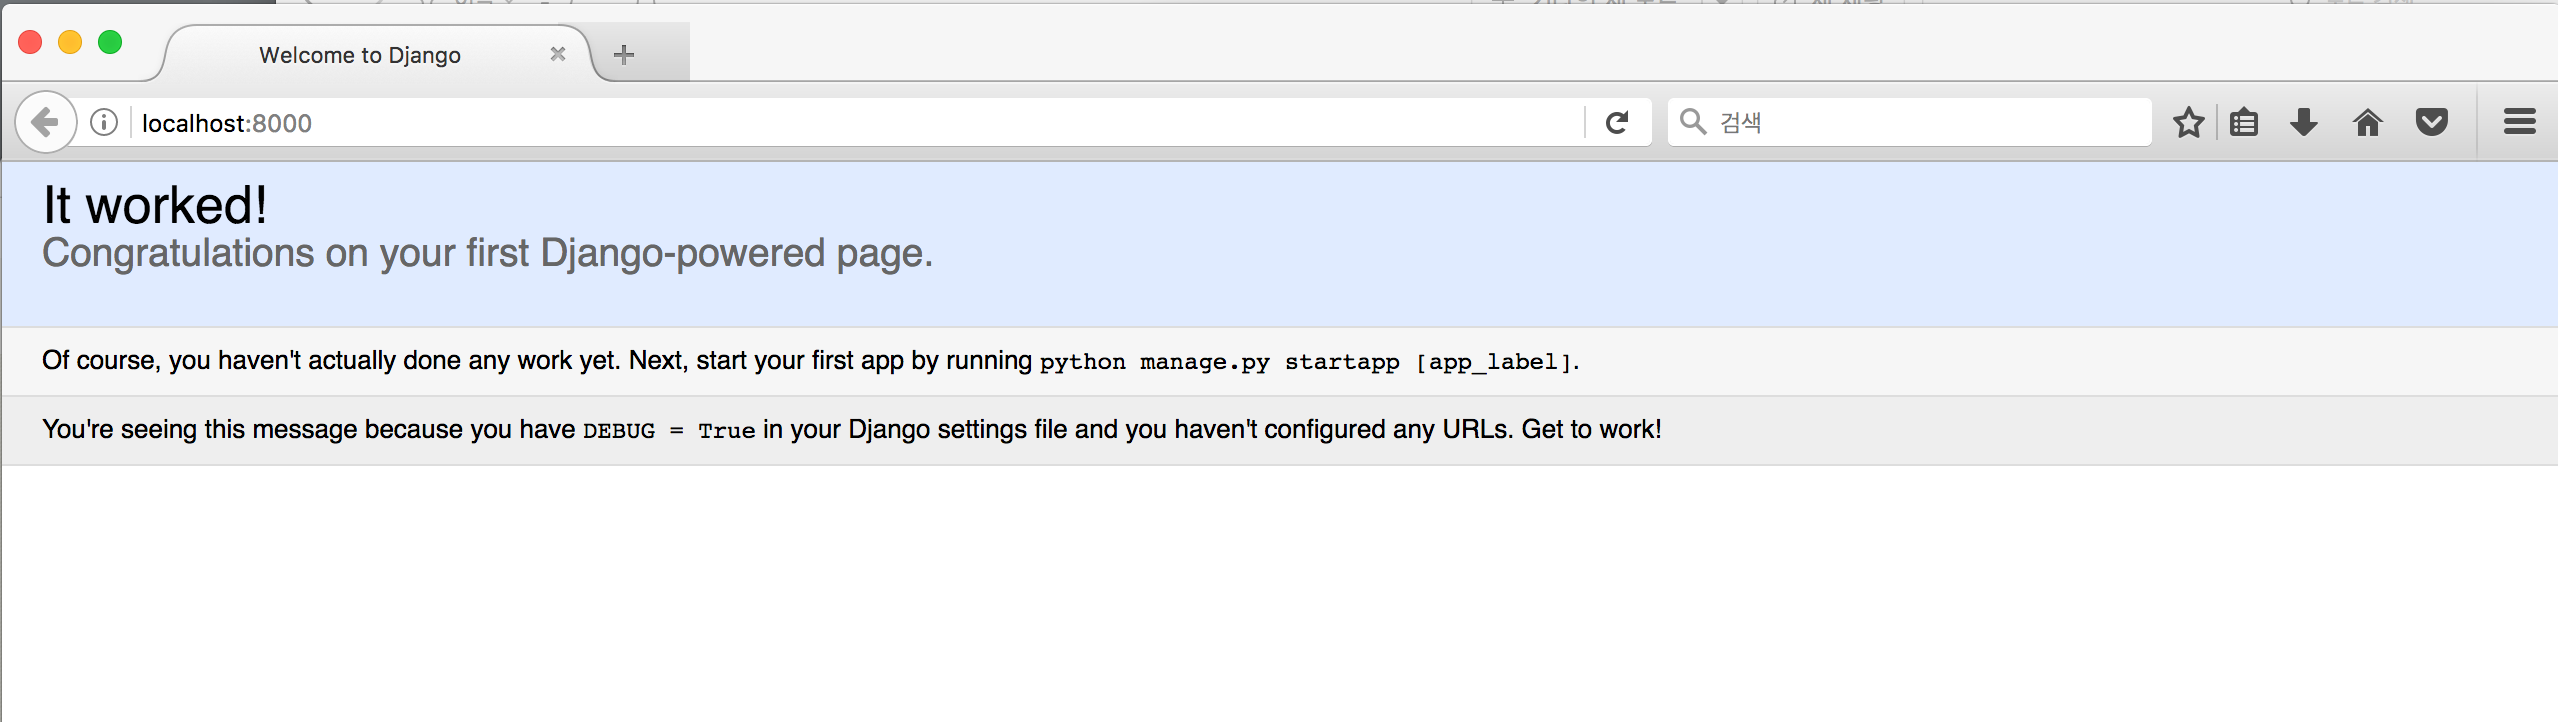 Welcome to Django
localhost:8000
검색
It worked!
Congratulations on your first Django-powered page.
Of course, you haven't actually done any work yet. Next, start your first app by running python manage.py startapp [app_label].
You're seeing this message because you have DEBUG = True in your Django settings file and you haven't configured any URLs. Get to work!